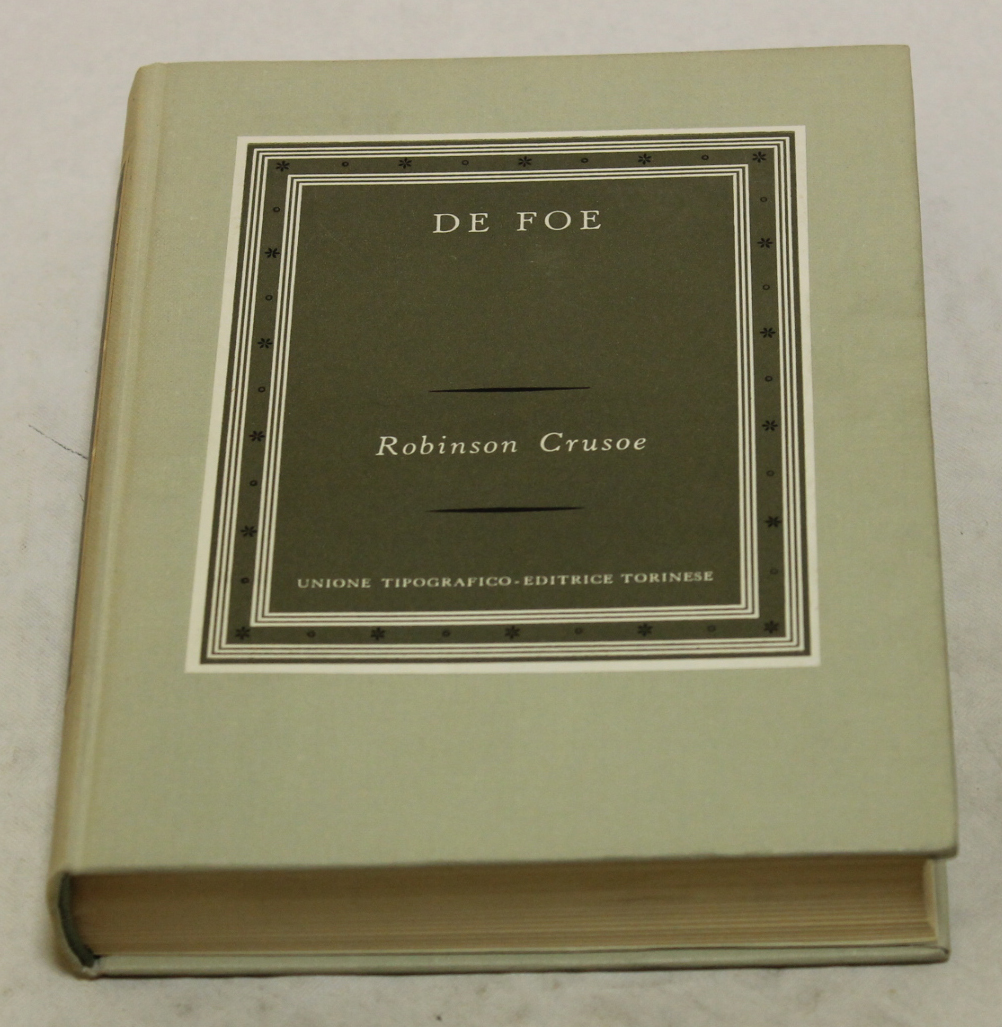 DE FOE
Robinson Crusoe
UNIONE TIPOGRAFICO-EDITRICE TORINESE